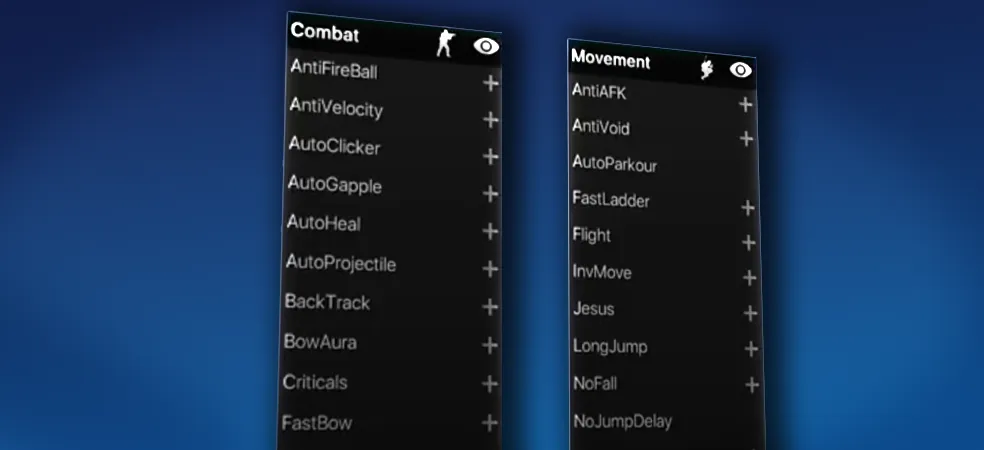 Combat
AntiFireBall
AntiVelocity
AutoClicker
AutoGapple
AutoHeal
AutoProjectile
BackTrack
BowAura
Criticals
FastBow
Movement
AntiAFK
AntiVoid
AutoParkour
FastLadder
Flight
InvMove
Jesus
LongJump
NoFall
NoJumpDelay